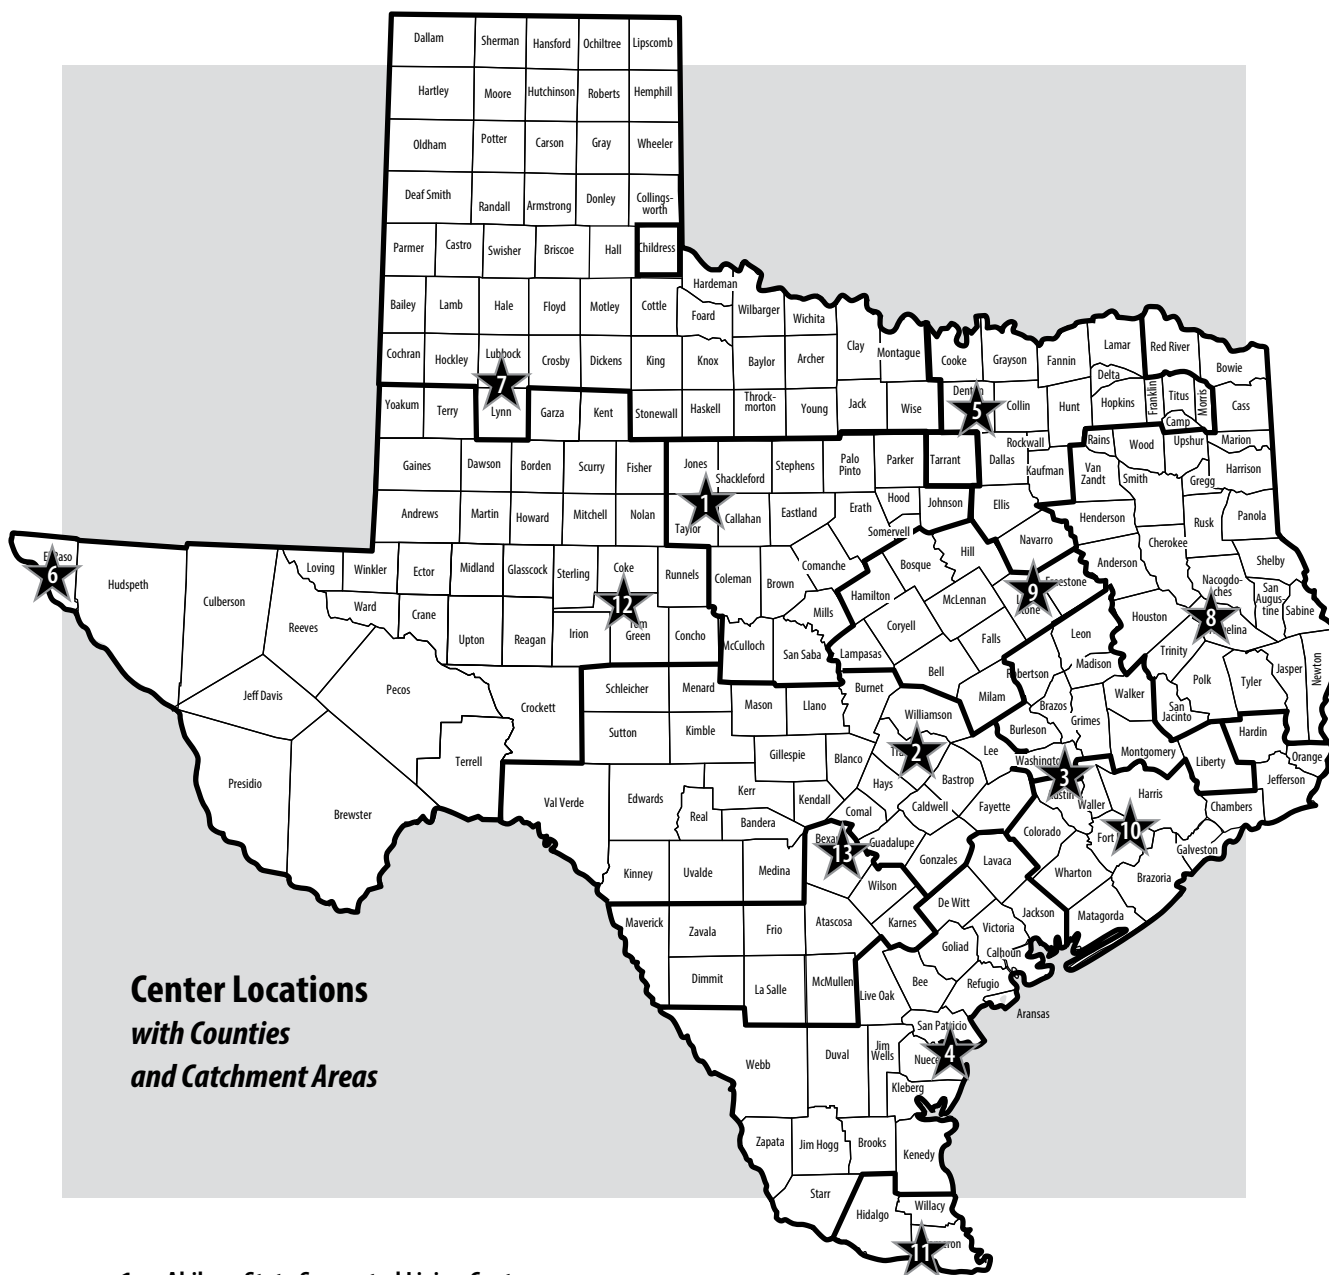 Dallam Sherman Hansford Ochiltree Lipscomb
Hartley Moore Hutchinson Roberts Hemphill
Oldham Potter Carson Gray Wheeler
Deaf Smith Randall Armstrong Donley Collings-
worth
Parmer Castro Swisher Briscoe Hall Childress
Hardeman
Bailey Lamb Hale Floyd Motley Cottle Foard Wilbarger Wichita
Cochran Hockley Lubbock Crosby Dickens King Knox Baylor Archer Clay Montague Cooke Grayson Fannin Lamar Red River Bowie
7
Delta
Yoakum Terry Lynn Garza Kent Stonewall Haskell Throck-
morton Young Jack Wise Denton Collin Hunt Hopkins Franklin Titus Morris Cass
5
Camp
Rockwall Rains Wood Upshur Marion
Gaines Dawson Borden Scurry Fisher Jones Shackleford Stephens Palo
Pinto Parker Tarrant Dallas Kaufman Van
Zandt Smith Gregg Harrison
1
Andrews Martin Howard Mitchell Nolan Taylor Callahan Eastland Erath Hood Johnson Ellis Henderson Rusk Panola
Somervell Navarro Cherokee
El Paso Hudspeth Culberson Loving Winkler Ector Midland Glasscock Sterling Coke Runnels Coleman Brown Comanche Bosque Hill Freestone Anderson Shelby
6
12
9
Reeves Ward Crane Upton Reagan Irion Tom
Green Concho McCulloch San Saba Mills Hamilton Coryell McLennan Falls Limestone Leon Houston Nacogdo-
ches San
Augus-
tine Sabine
8
Angelina
Lampasas Bell Milam Robertson Madison Trinity Polk Tyler Jasper Newton
Jeff Davis Pecos Crockett Schleicher Menard Mason Llano Burnet Williamson Brazos Grimes Walker San
Jacinto Hardin
Presidio Brewster Terrell Sutton Kimble Gillespie Blanco Travis Lee Burleson Washington Montgomery Liberty Orange
2
3
Jefferson
Val Verde Edwards Kerr Kendall Hays Bastrop Austin Waller Harris Chambers
Real Bandera Comal Caldwell Fayette Colorado Fort 10 Galveston
Bexar Guadalupe
13
Kinney Uvalde Medina Wilson Gonzales Lavaca Wharton Brazoria
Maverick Zavala Frio Atascosa Karnes De Witt Jackson Matagorda
Victoria
Goliad Calhoun
Dimmit La Salle McMullen Live Oak Bee Refugio
Aransas
San Patricio
Webb Duval Jim
Wells Nueces 4
Kleberg
Zapata Jim Hogg Brooks Kenedy
Starr Hidalgo Willacy
Cameron
11
Center Locations
with Counties
and Catchment Areas